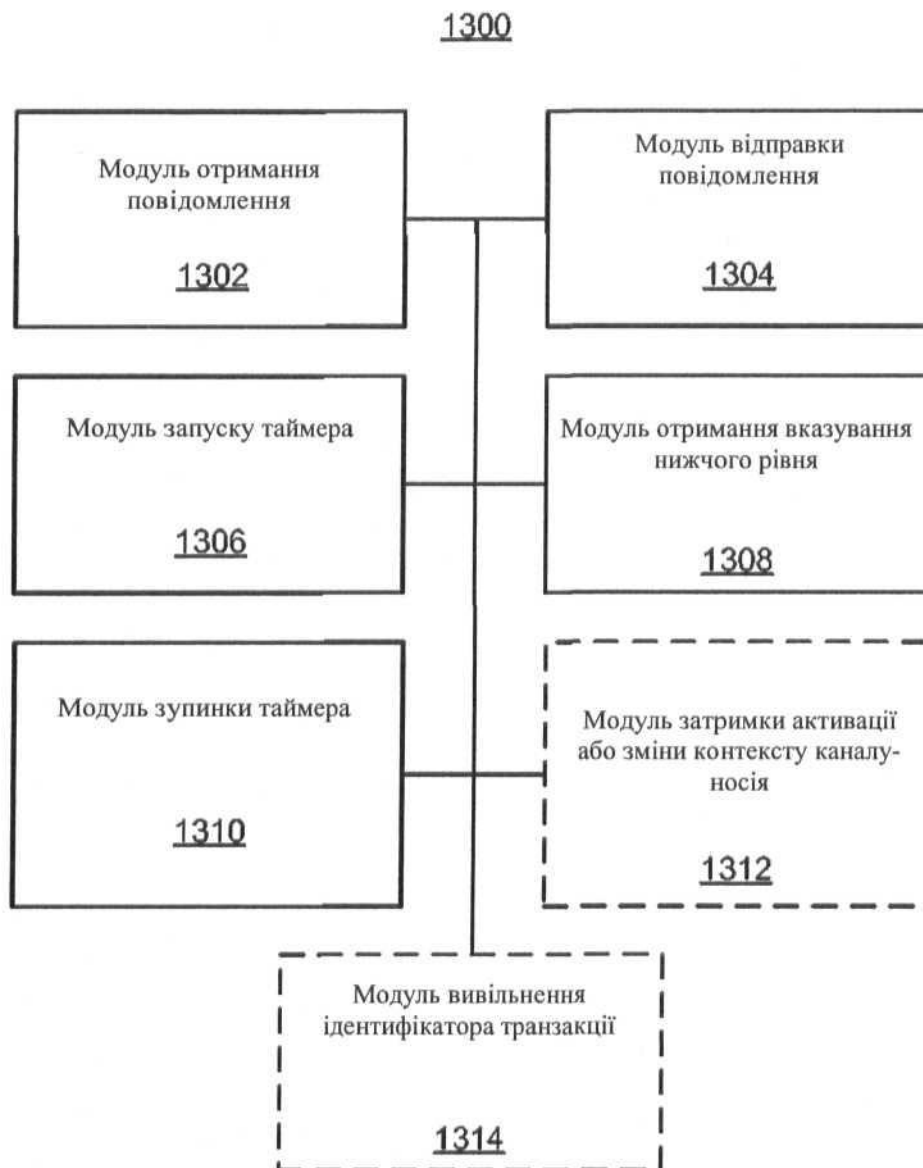 1300
Модуль отримання
повідомлення
1302
Модуль відправки
повідомлення
1304
Модуль запуску таймера
1306
Модуль отримання вказування
нижчого рівня
1308
Модуль зупинки таймера
1310
Модуль затримки активації
або зміни контексту каналу-
носія
1312
Модуль вивільнення
ідентифікатора транзакції
1314